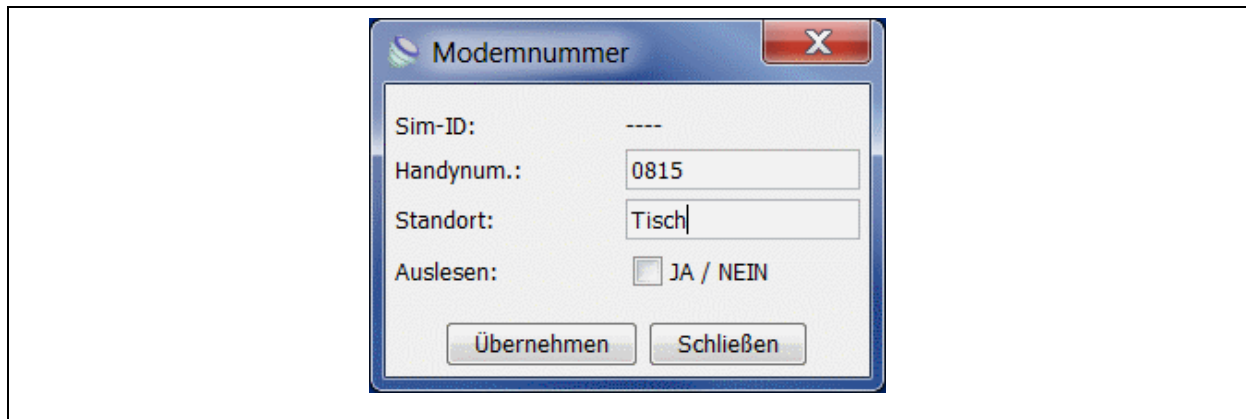 Modemnummer
Sim-ID: ----
Handynum.: 0815
Standort: Tisch
Auslesen: JA / NEIN
Übernehmen Schließen